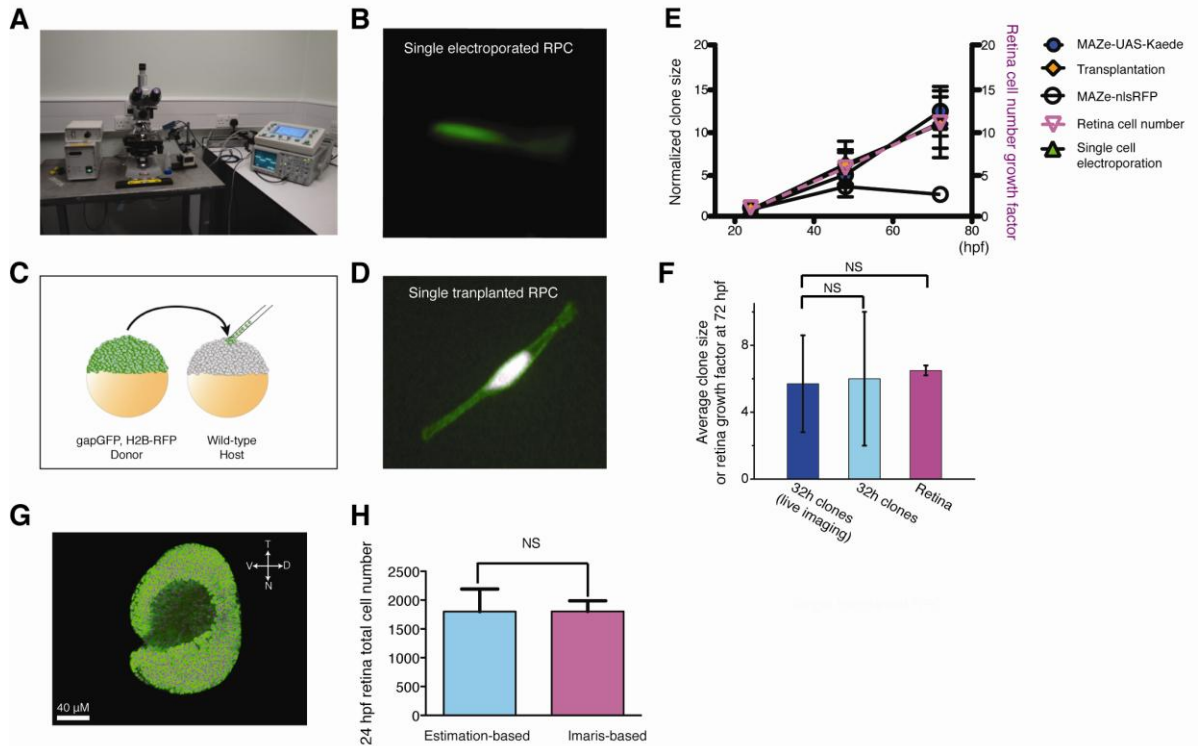 A
B
Single electroporated RPC
C
gapGFP, H2B-RFP
Donor
Wild-type
Host
D
Single tranplanted RPC
E
Normalized clone size
20
15
10
5
0
20
40
60
80
(hpf)
20
15
10
5
0
Retina cell number growth factor
MAZe-UAS-Kaede
Transplantation
MAZe-nlsRFP
Retina cell number
Single cell
electroporation
F
Average clone size
or retina growth factor at 72 hpf
8
4
0
NS
NS
32h clones
(live imaging)
32h clones
Retina
G
T
V
D
N
40 µM
H
24 hpf retina total cell number
2500
2000
1500
1000
500
0
NS
Estimation-based
Imaris-based